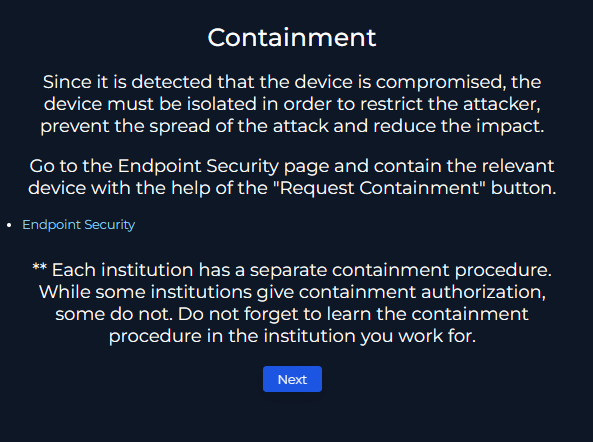 Containment
Since it is detected that the device is compromised, the
device must be isolated in order to restrict the attacker,
prevent the spread of the attack and reduce the impact.
Go to the Endpoint Security page and contain the relevant
device with the help of the "Request Containment" button.
• Endpoint Security
** Each institution has a separate containment procedure.
While some institutions give containment authorization,
some do not. Do not forget to learn the containment
procedure in the institution you work for.
Next